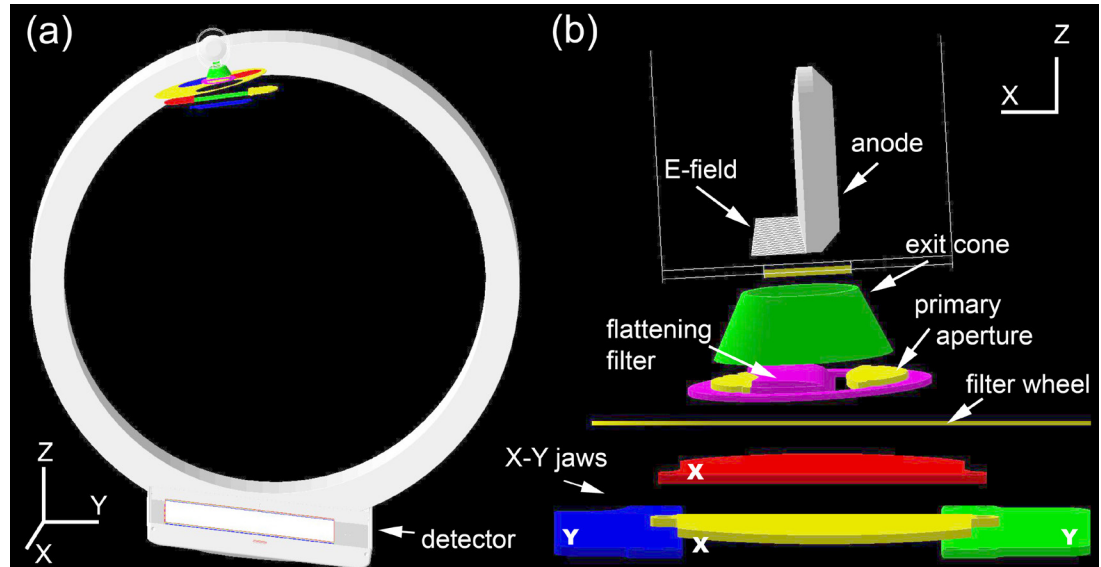 (a)
Z
Y
X
detector
(b)
Z
X
anode
E-field
exit cone
primary
aperture
flattening
filter
filter wheel
X-Y jaws
X
Y
X
Y